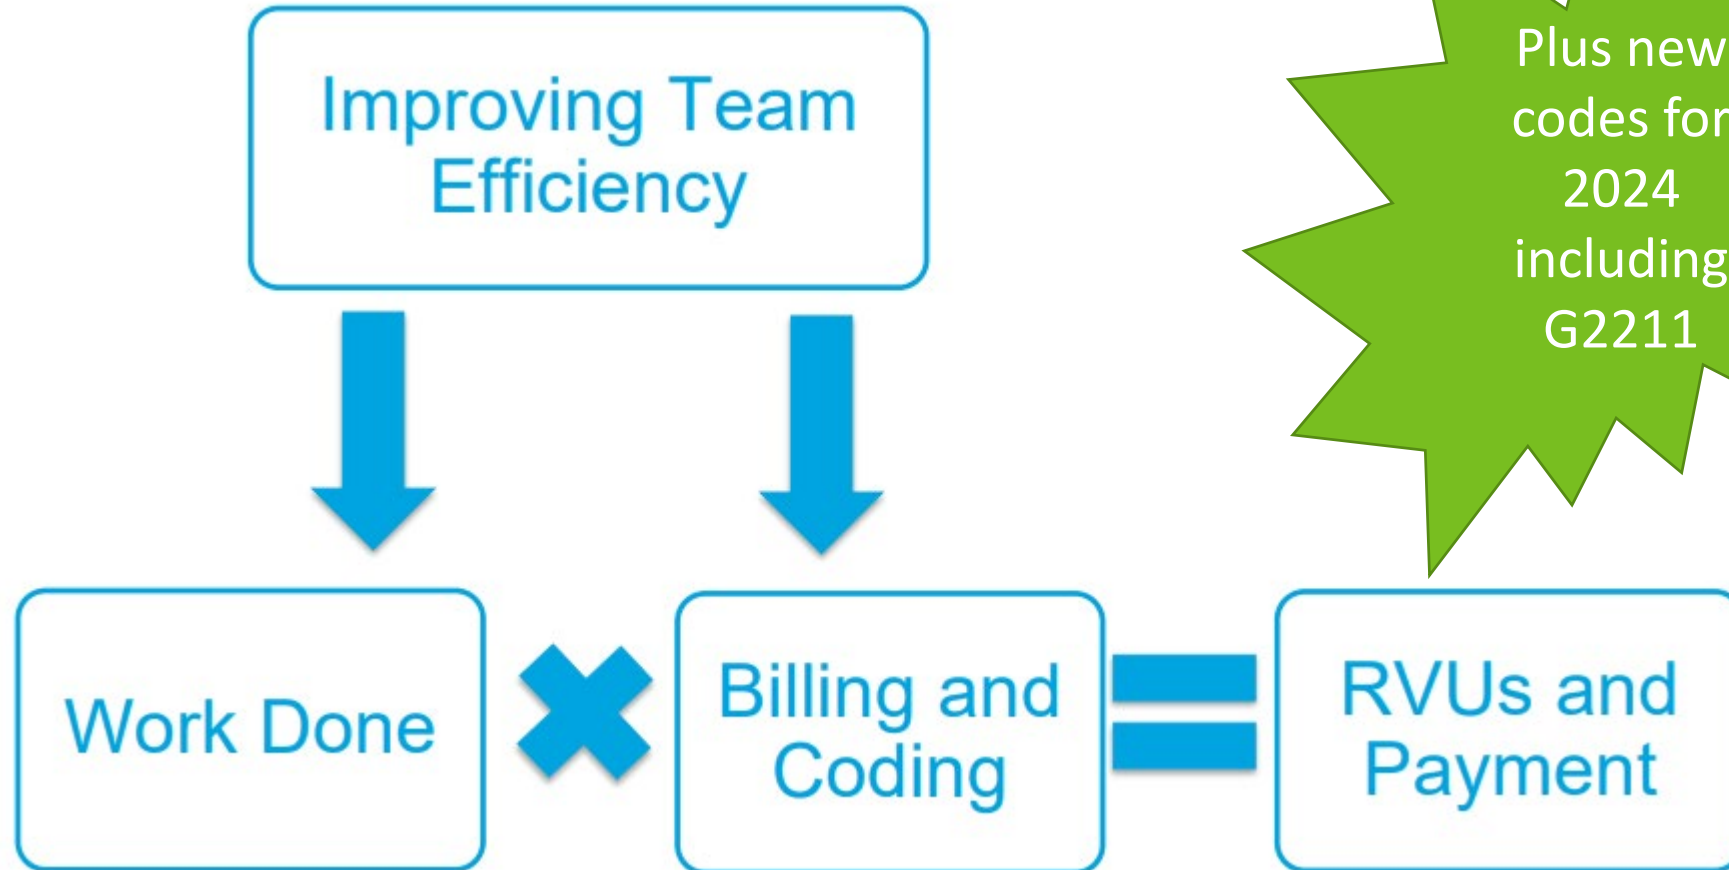 Improving Team
Efficiency
Plus new
codes for
2024
including
G2211
Work Done
Billing and
Coding
RVUs and
Payment